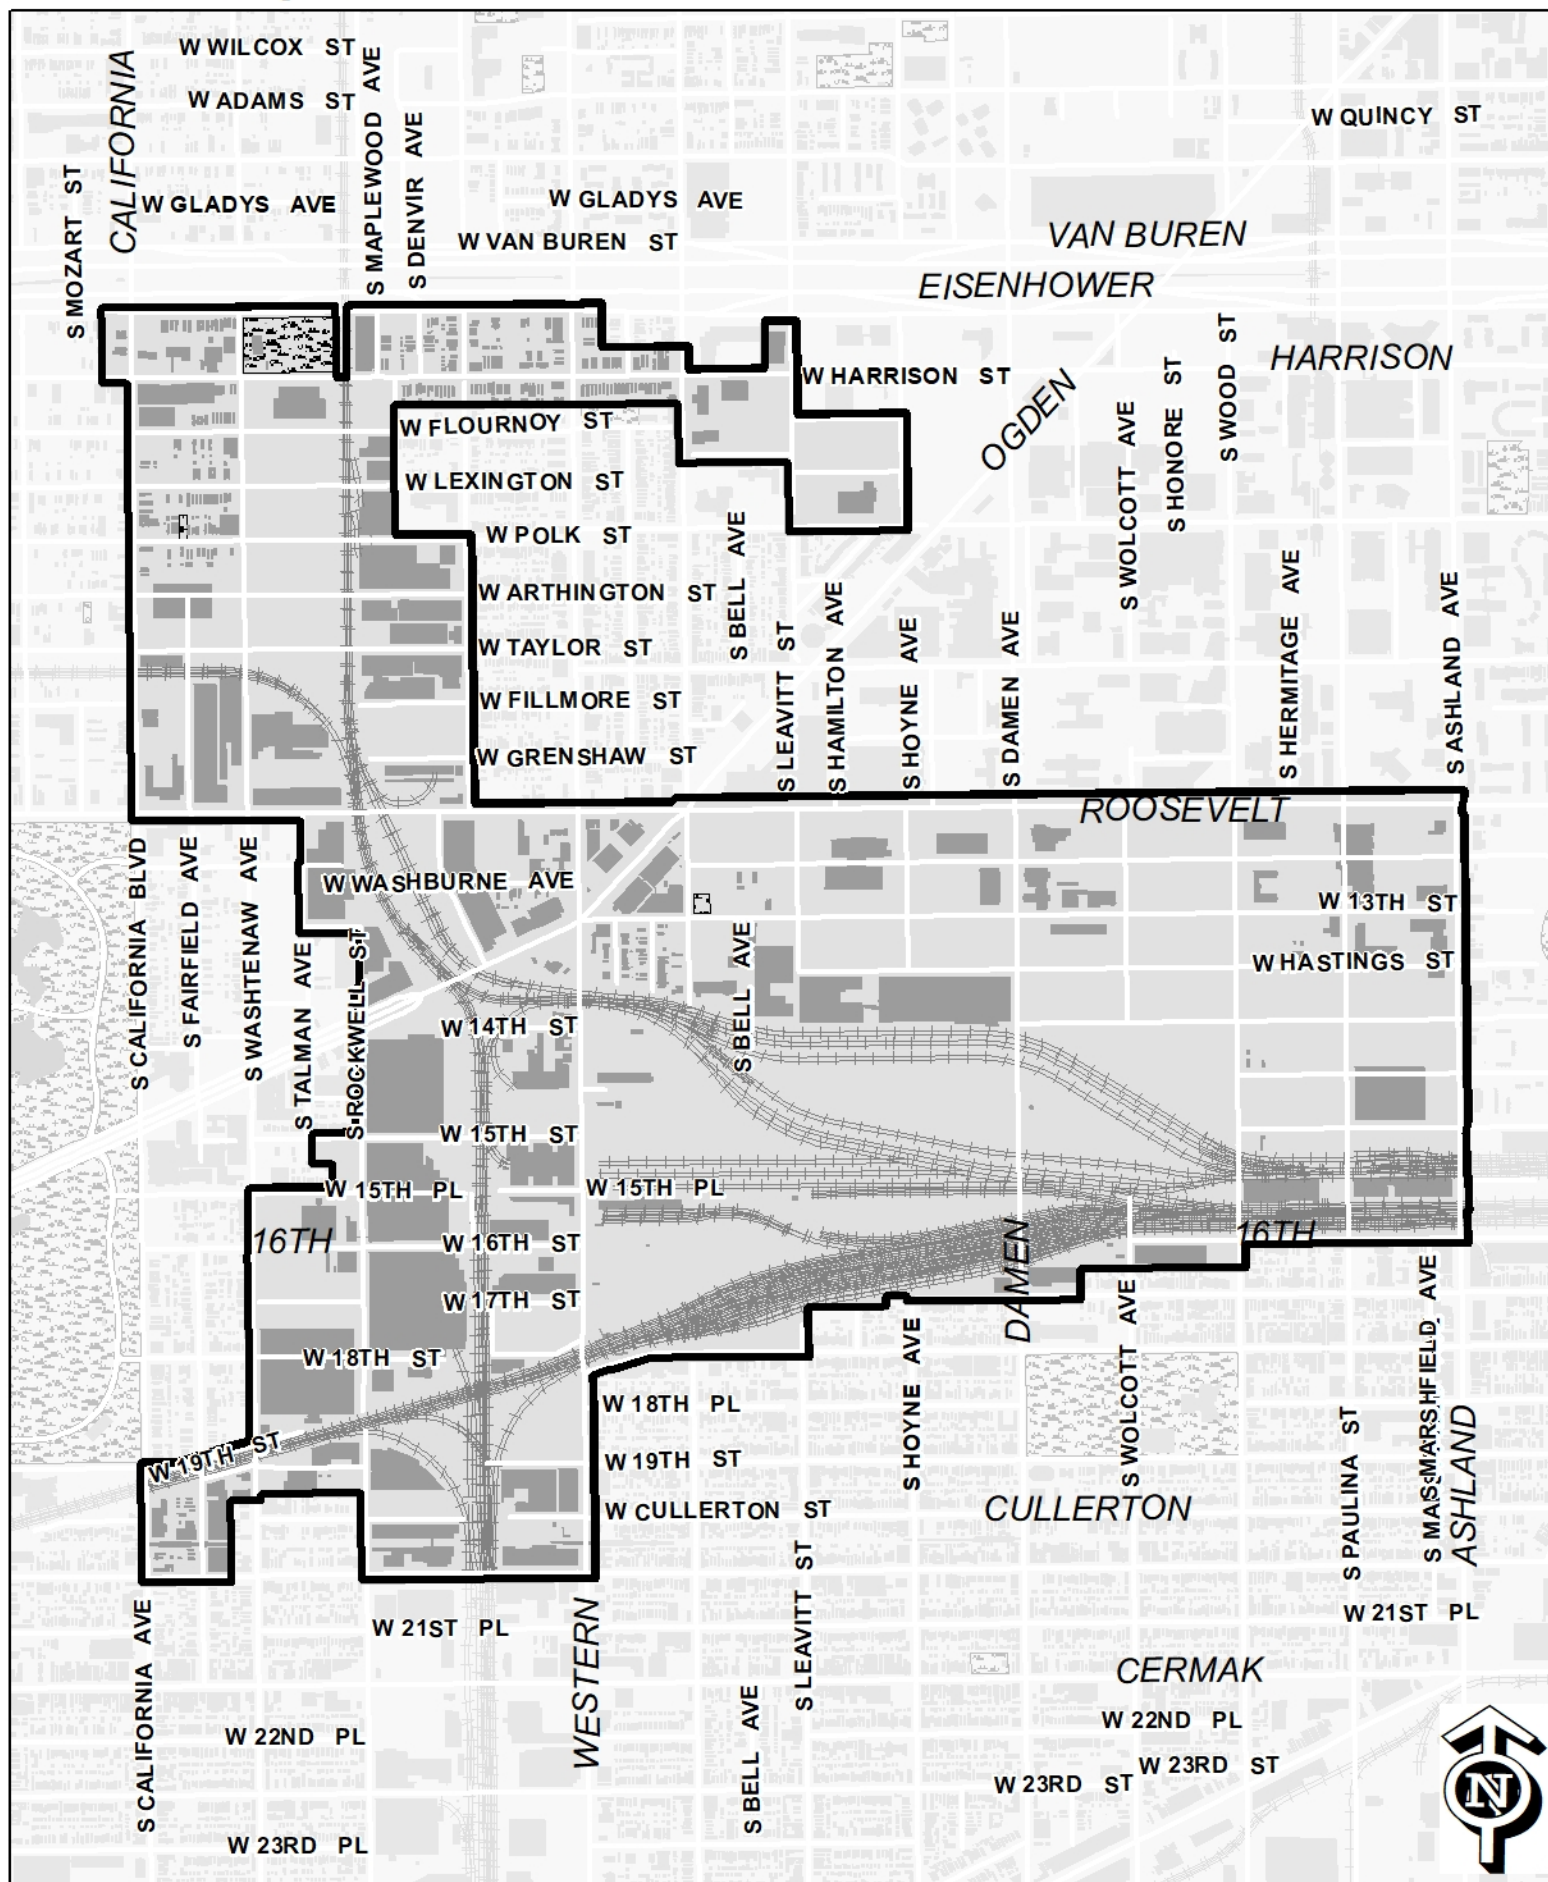 W WILCOX ST
W ADAMS ST
CALIFORNIA
S MAPLEWOOD AVE
S DENVIR AVE
W QUINCY ST
S MOZART ST
W GLADYS AVE
W GLADYS AVE
W VAN BUREN ST
VAN BUREN
EISENHOWER
HARRISON
W HARRISON ST
OGDEN
S WOLCOTT AVE
S HONORE ST
S WOOD ST
W FLOURNOY ST
W LEXINGTON ST
W POLK ST
W ARTHINGTON ST
W TAYLOR ST
W FILLMORE ST
W GRENSHAW ST
S BELL AVE
S LEAVITT ST
S HAMILTON AVE
S HOYNE AVE
S DAMEN AVE
S HERMITAGE AVE
S ASHLAND AVE
ROOSEVELT
S CALIFORNIA BLVD
S FAIRFIELD AVE
S WASHTENAW AVE
S TALMAN AVE
S ROCKWELL ST
W WASHBURNE AVE
W 13TH ST
W HASTINGS ST
S BELL AVE
W 14TH ST
W 15TH ST
W 15TH PL
W 15TH PL
16TH
W 16TH ST
16TH
W 17TH ST
W 18TH ST
DAMEN
S HOYNE AVE
S WOLCOTT AVE
W 18TH PL
W 19TH ST
W 19TH ST
W CULLERTON ST
CULLERTON
S PAULINA ST
S MARSHFIELD AVE
ASHLAND
S CALIFORNIA AVE
W 21ST PL
WESTERN
S LEAVITT ST
W 21ST PL
CERMAK
S BELL AVE
W 22ND PL
W 22ND PL
W 23RD ST
W 23RD ST
W 23RD PL
N